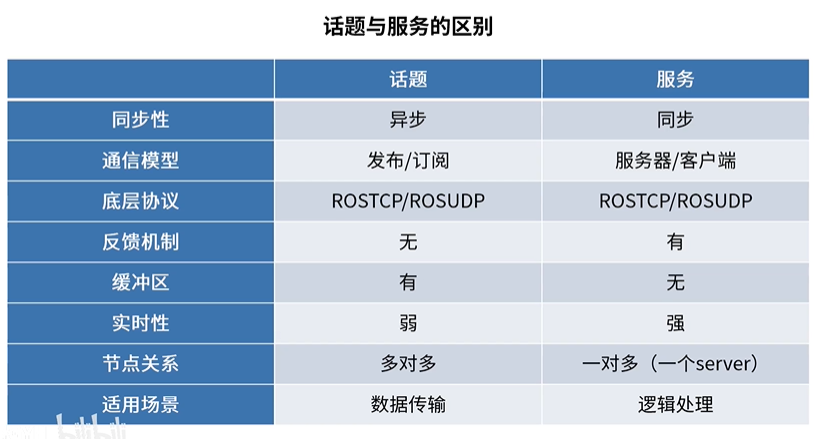 话题与服务的区别
话题 服务
同步性 异步 同步
通信模型 发布/订阅 服务器/客户端
底层协议 ROSTCP/ROSUDP ROSTCP/ROSUDP
反馈机制 无 有
缓冲区 有 无
实时性 弱 强
节点关系 多对多 一对多（一个server）
适用场景 数据传输 逻辑处理
bilibili